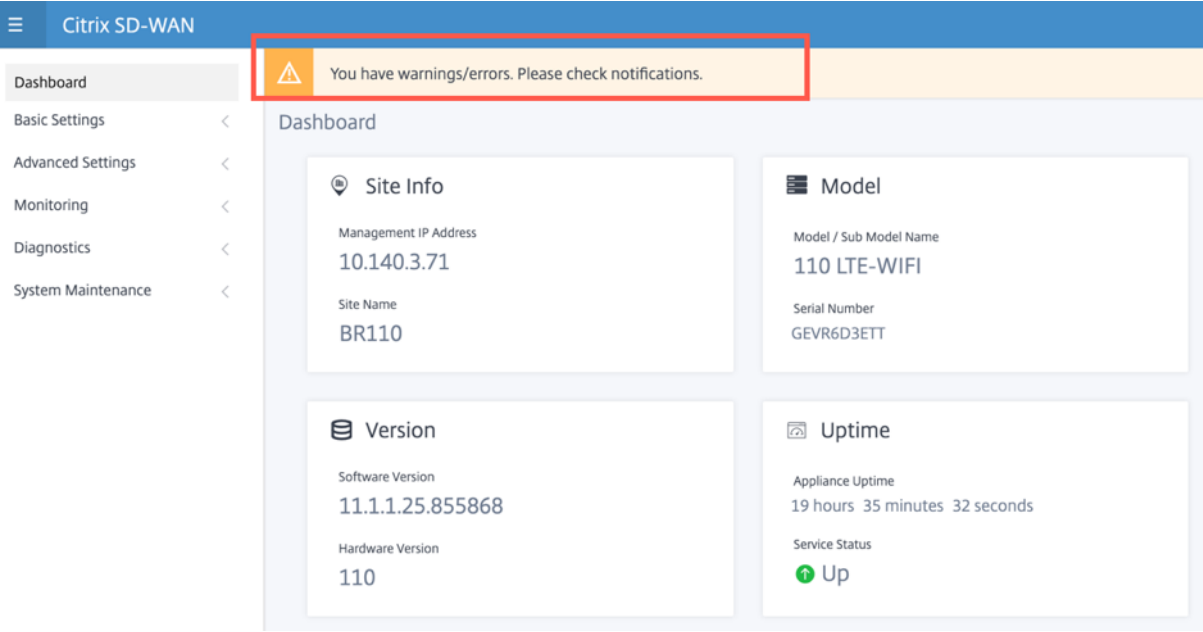 Citrix SD-WAN
You have warnings/errors. Please check notifications.
Dashboard
Basic Settings
Advanced Settings
Monitoring
Diagnostics
System Maintenance
Dashboard
Site Info
Management IP Address
10.140.3.71
Site Name
BR110
Model
Model / Sub Model Name
110 LTE-WIFI
Serial Number
GEVR6D3ETT
Version
Software Version
11.1.1.25.855868
Hardware Version
110
Uptime
Appliance Uptime
19 hours 35 minutes 32 seconds
Service Status
Up